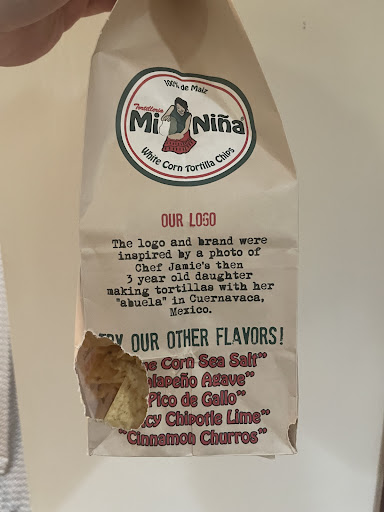 100% de Maiz
Tortilleria
Mi Niña
White Corn Tortilla Chips
OUR LOGO
The logo and brand were
inspired by a photo of
Chef Jamie's then
3 year old daughter
making tortillas with her
"abuela" in Cuernavaca,
Mexico.
OUR OTHER FLAVORS!
Corn Sea Salt"
Pico de Gallo"
Chipotle Lime"
"Cinnamon Churros"